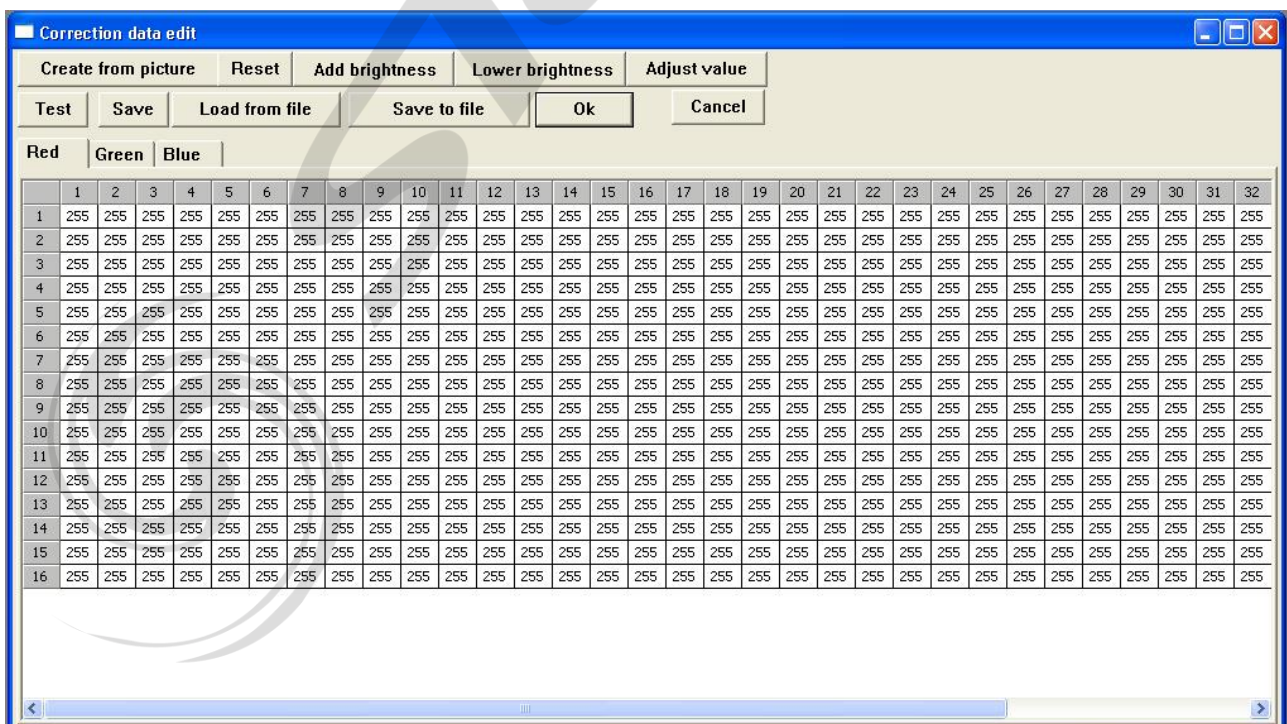 Correction data edit
Create from picture Reset Add brightness Lower brightness Adjust value
Test Save Load from file Save to file Ok Cancel
Red Green Blue
1 2 3 4 5 6 7 8 9 10 11 12 13 14 15 16 17 18 19 20 21 22 23 24 25 26 27 28 29 30 31 32
1 255 255 255 255 255 255 255 255 255 255 255 255 255 255 255 255 255 255 255 255 255 255 255 255 255 255 255 255 255 255 255 255
2 255 255 255 255 255 255 255 255 255 255 255 255 255 255 255 255 255 255 255 255 255 255 255 255 255 255 255 255 255 255 255 255
3 255 255 255 255 255 255 255 255 255 255 255 255 255 255 255 255 255 255 255 255 255 255 255 255 255 255 255 255 255 255 255 255
4 255 255 255 255 255 255 255 255 255 255 255 255 255 255 255 255 255 255 255 255 255 255 255 255 255 255 255 255 255 255 255 255
5 255 255 255 255 255 255 255 255 255 255 255 255 255 255 255 255 255 255 255 255 255 255 255 255 255 255 255 255 255 255 255 255
6 255 255 255 255 255 255 255 255 255 255 255 255 255 255 255 255 255 255 255 255 255 255 255 255 255 255 255 255 255 255 255 255
7 255 255 255 255 255 255 255 255 255 255 255 255 255 255 255 255 255 255 255 255 255 255 255 255 255 255 255 255 255 255 255 255
8 255 255 255 255 255 255 255 255 255 255 255 255 255 255 255 255 255 255 255 255 255 255 255 255 255 255 255 255 255 255 255 255
9 255 255 255 255 255 255 255 255 255 255 255 255 255 255 255 255 255 255 255 255 255 255 255 255 255 255 255 255 255 255 255 255
10 255 255 255 255 255 255 255 255 255 255 255 255 255 255 255 255 255 255 255 255 255 255 255 255 255 255 255 255 255 255 255 255
11 255 255 255 255 255 255 255 255 255 255 255 255 255 255 255 255 255 255 255 255 255 255 255 255 255 255 255 255 255 255 255 255
12 255 255 255 255 255 255 255 255 255 255 255 255 255 255 255 255 255 255 255 255 255 255 255 255 255 255 255 255 255 255 255 255
13 255 255 255 255 255 255 255 255 255 255 255 255 255 255 255 255 255 255 255 255 255 255 255 255 255 255 255 255 255 255 255 255
14 255 255 255 255 255 255 255 255 255 255 255 255 255 255 255 255 255 255 255 255 255 255 255 255 255 255 255 255 255 255 255 255
15 255 255 255 255 255 255 255 255 255 255 255 255 255 255 255 255 255 255 255 255 255 255 255 255 255 255 255 255 255 255 255 255
16 255 255 255 255 255 255 255 255 255 255 255 255 255 255 255 255 255 255 255 255 255 255 255 255 255 255 255 255 255 255 255 255